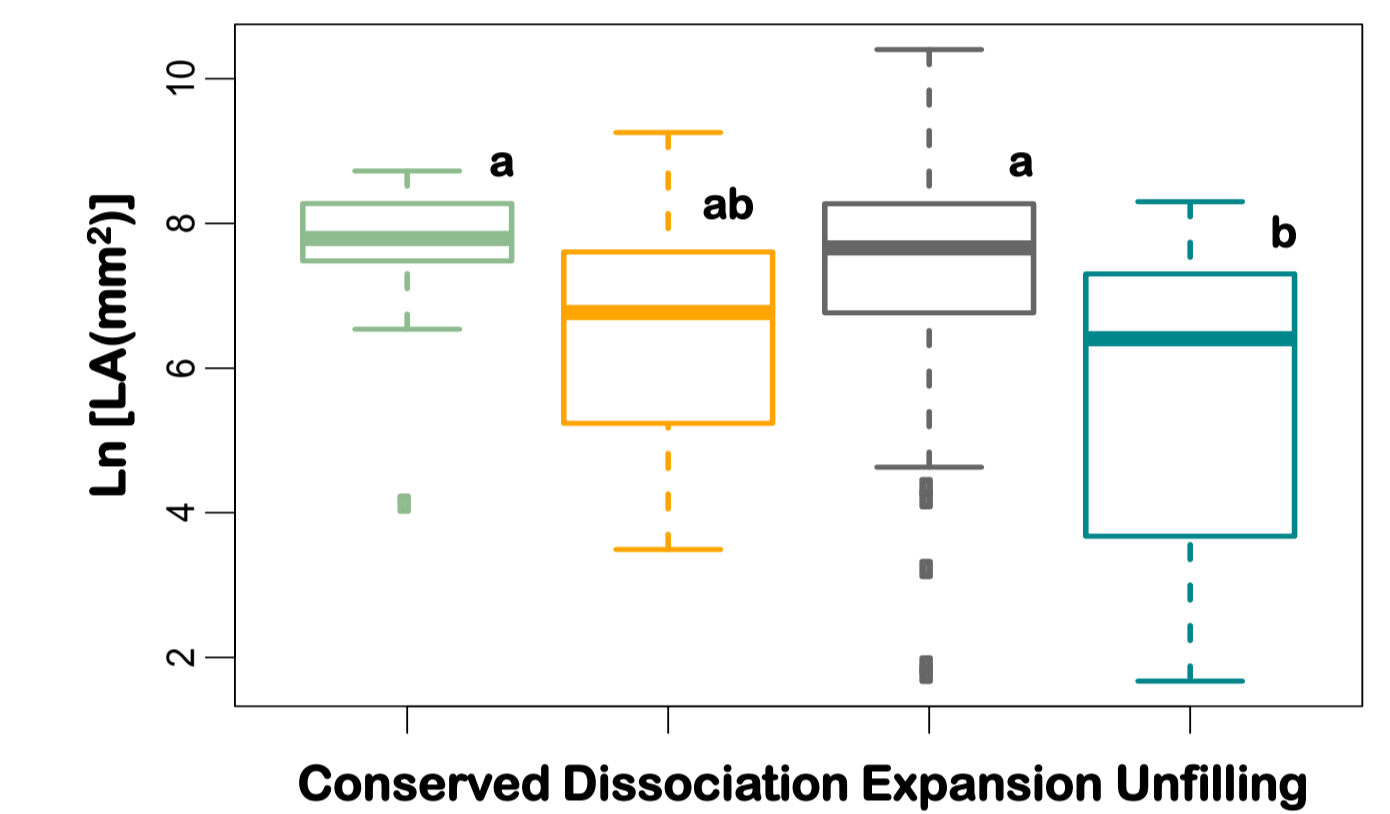 10
8
6
4
2
Ln [LA(mm²)]
a
ab
a
b
Conserved Dissociation Expansion Unfilling